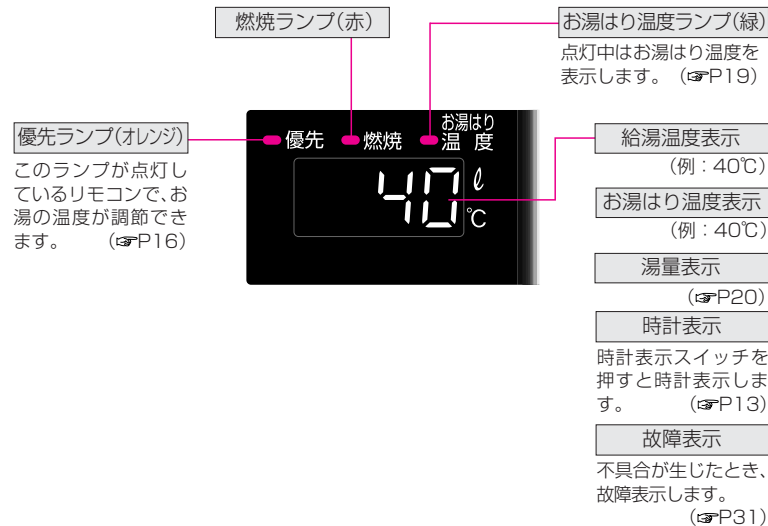 燃焼ランプ(赤)
お湯はり温度ランプ(緑)
点灯中はお湯はり温度を
表示します。(☞P19)
優先ランプ(オレンジ)
このランプが点灯し
ているリモコンで、お
湯の温度が調節でき
ます。 (☞P16)
優先 燃焼 お湯はり
温 度
40 ℓ
℃
給湯温度表示
(例:40℃)
お湯はり温度表示
(例:40℃)
湯量表示
(☞P20)
時計表示
時計表示スイッチを
押すと時計表示しま
す。 (☞P13)
故障表示
不具合が生じたとき、
故障表示します。
(☞P31)